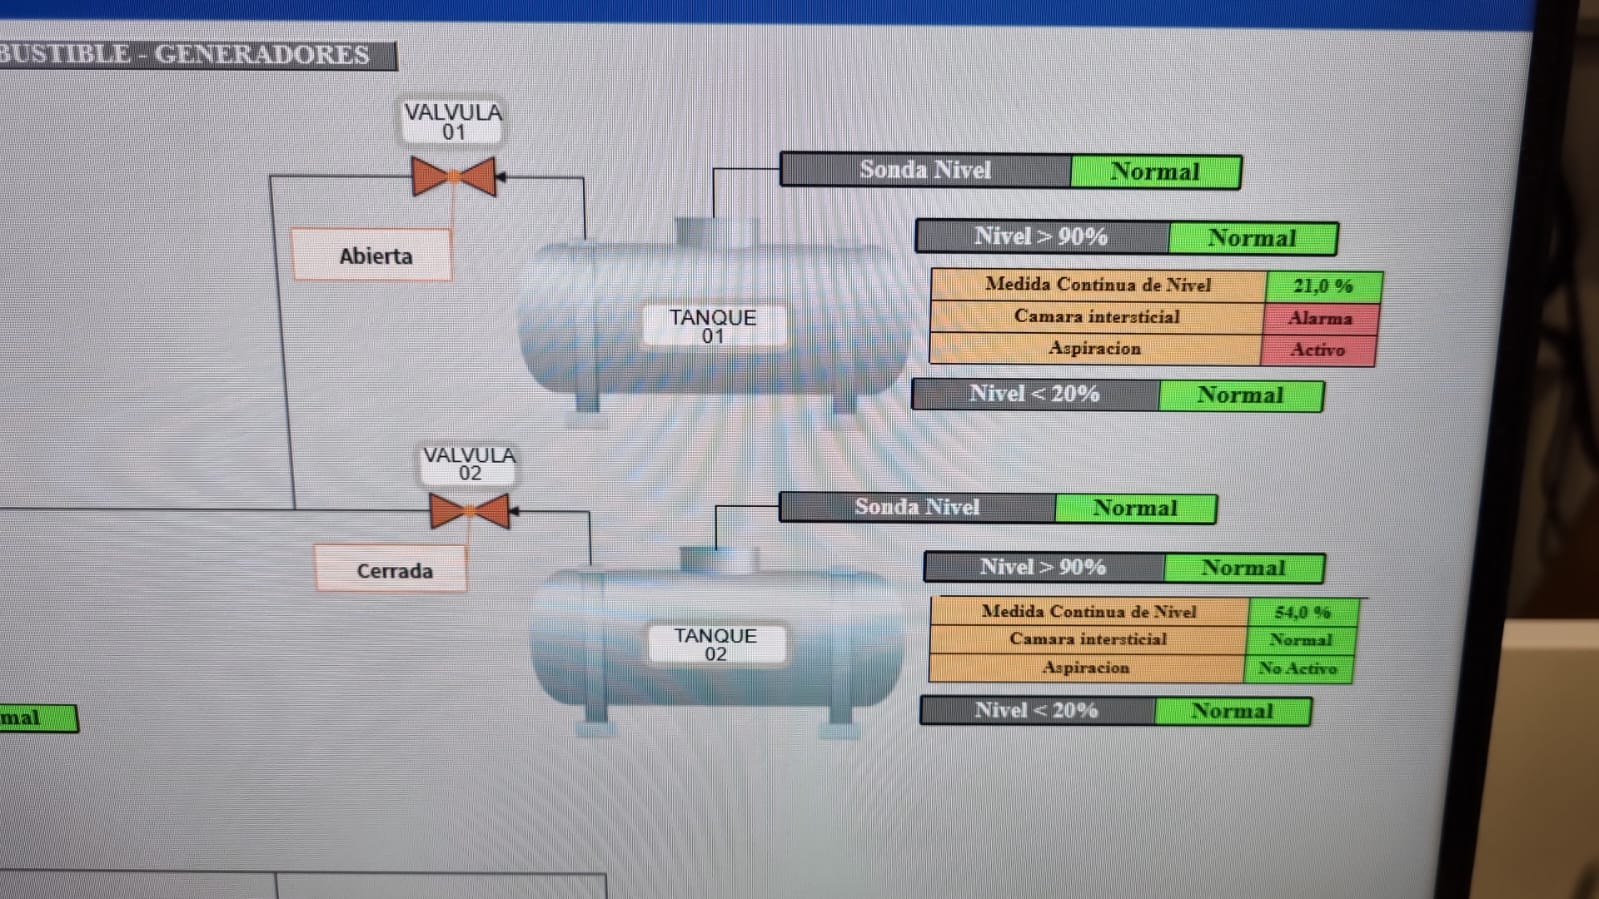 BUSTIBLE - GENERADORES
VALVULA
01
Abierta
TANQUE
01
Sonda Nivel Normal
Nivel > 90% Normal
Medida Continua de Nivel 21,0 %
Camara intersticial Alarma
Aspiracion Activo
Nivel < 20% Normal
VALVULA
02
Cerrada
TANQUE
02
Sonda Nivel Normal
Nivel > 90% Normal
Medida Continua de Nivel 54,0 %
Camara intersticial Normal
Aspiracion No Activo
Nivel < 20% Normal
mal